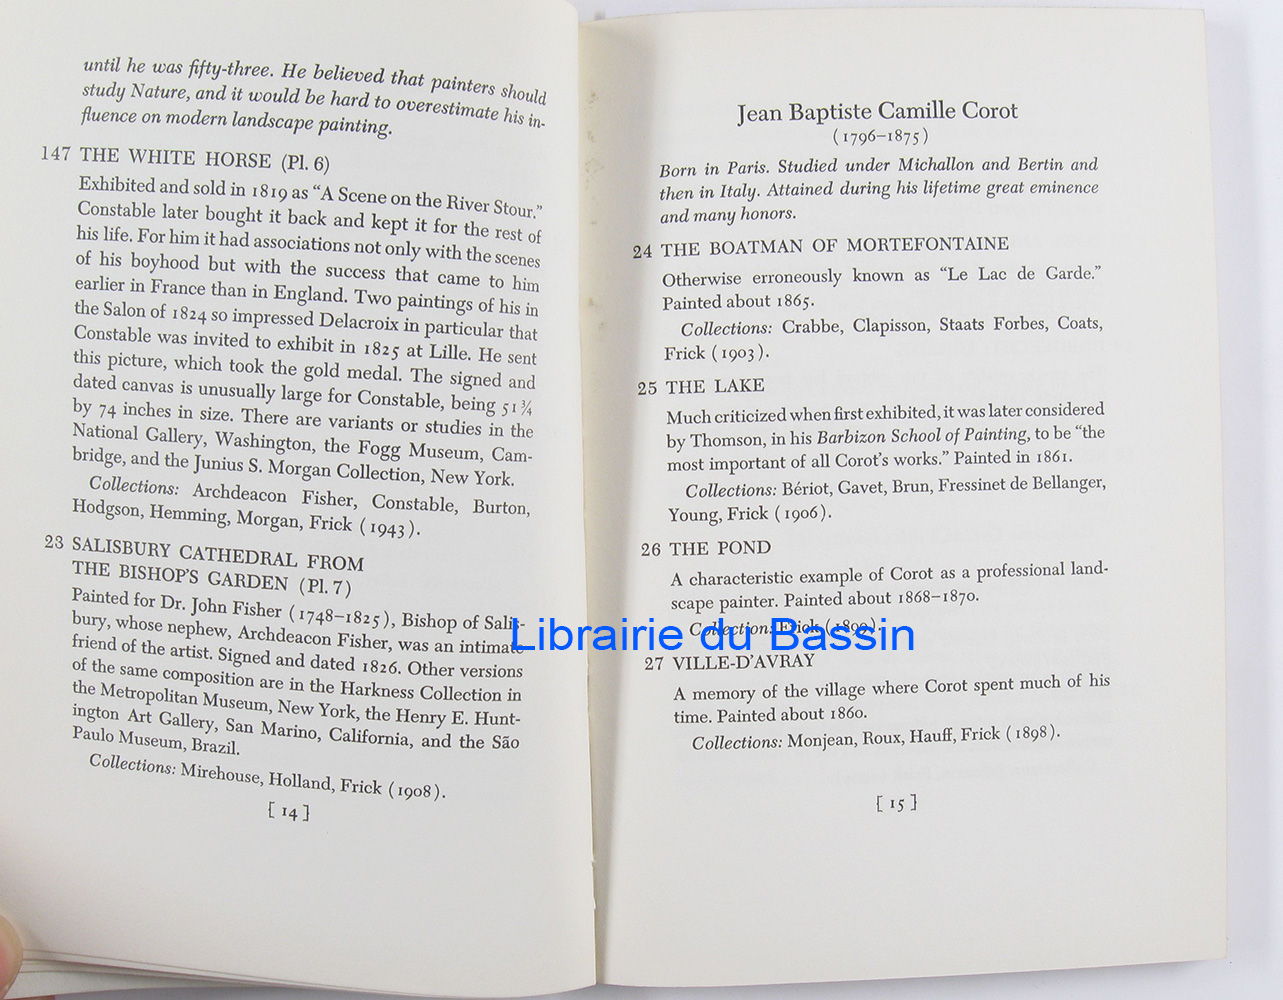 until he was fifty-three. He believed that painters should
study Nature, and it would be hard to overestimate his in-
fluence on modern landscape painting.
147 THE WHITE HORSE (Pl. 6)
Exhibited and sold in 1819 as “A Scene on the River Stour.”
Constable later bought it back and kept it for the rest of
his life. For him it had associations not only with the scenes
of his boyhood but with the success that came to him
earlier in France than in England. Two paintings of his in
the Salon of 1824 so impressed Delacroix in particular that
Constable was invited to exhibit in 1825 at Lille. He sent
this picture, which took the gold medal. The signed and
dated canvas is unusually large for Constable, being 51¾
by 74 inches in size. There are variants or studies in the
National Gallery, Washington, the Fogg Museum, Cam-
bridge, and the Junius S. Morgan Collection, New York.
Collections: Archdeacon Fisher, Constable, Burton,
Hodgson, Hemming, Morgan, Frick (1943).
23 SALISBURY CATHEDRAL FROM
THE BISHOP’S GARDEN (Pl. 7)
Painted for Dr. John Fisher (1748–1825), Bishop of Salis-
bury, whose nephew, Archdeacon Fisher, was an intimate
friend of the artist. Signed and dated 1826. Other versions
of the same composition are in the Harkness Collection in
the Metropolitan Museum, New York, the Henry E. Hunt-
ington Art Gallery, San Marino, California, and the São
Paulo Museum, Brazil.
Collections: Mirehouse, Holland, Frick (1908).
[ 14 ]
Jean Baptiste Camille Corot
(1796–1875)
Born in Paris. Studied under Michallon and Bertin and
then in Italy. Attained during his lifetime great eminence
and many honors.
24 THE BOATMAN OF MORTEFONTAINE
Otherwise erroneously known as “Le Lac de Garde.”
Painted about 1865.
Collections: Crabbe, Clapisson, Staats Forbes, Coats,
Frick (1903).
25 THE LAKE
Much criticized when first exhibited, it was later considered
by Thomson, in his Barbizon School of Painting, to be “the
most important of all Corot’s works.” Painted in 1861.
Collections: Bériot, Gavet, Brun, Fressinet de Bellanger,
Young, Frick (1906).
26 THE POND
A characteristic example of Corot as a professional land-
scape painter. Painted about 1868–1870.
Collection: Frick (1899).
Librairie du Bassin
27 VILLE-D’AVRAY
A memory of the village where Corot spent much of his
time. Painted about 1860.
Collections: Monjean, Roux, Hauff, Frick (1898).
[ 15 ]